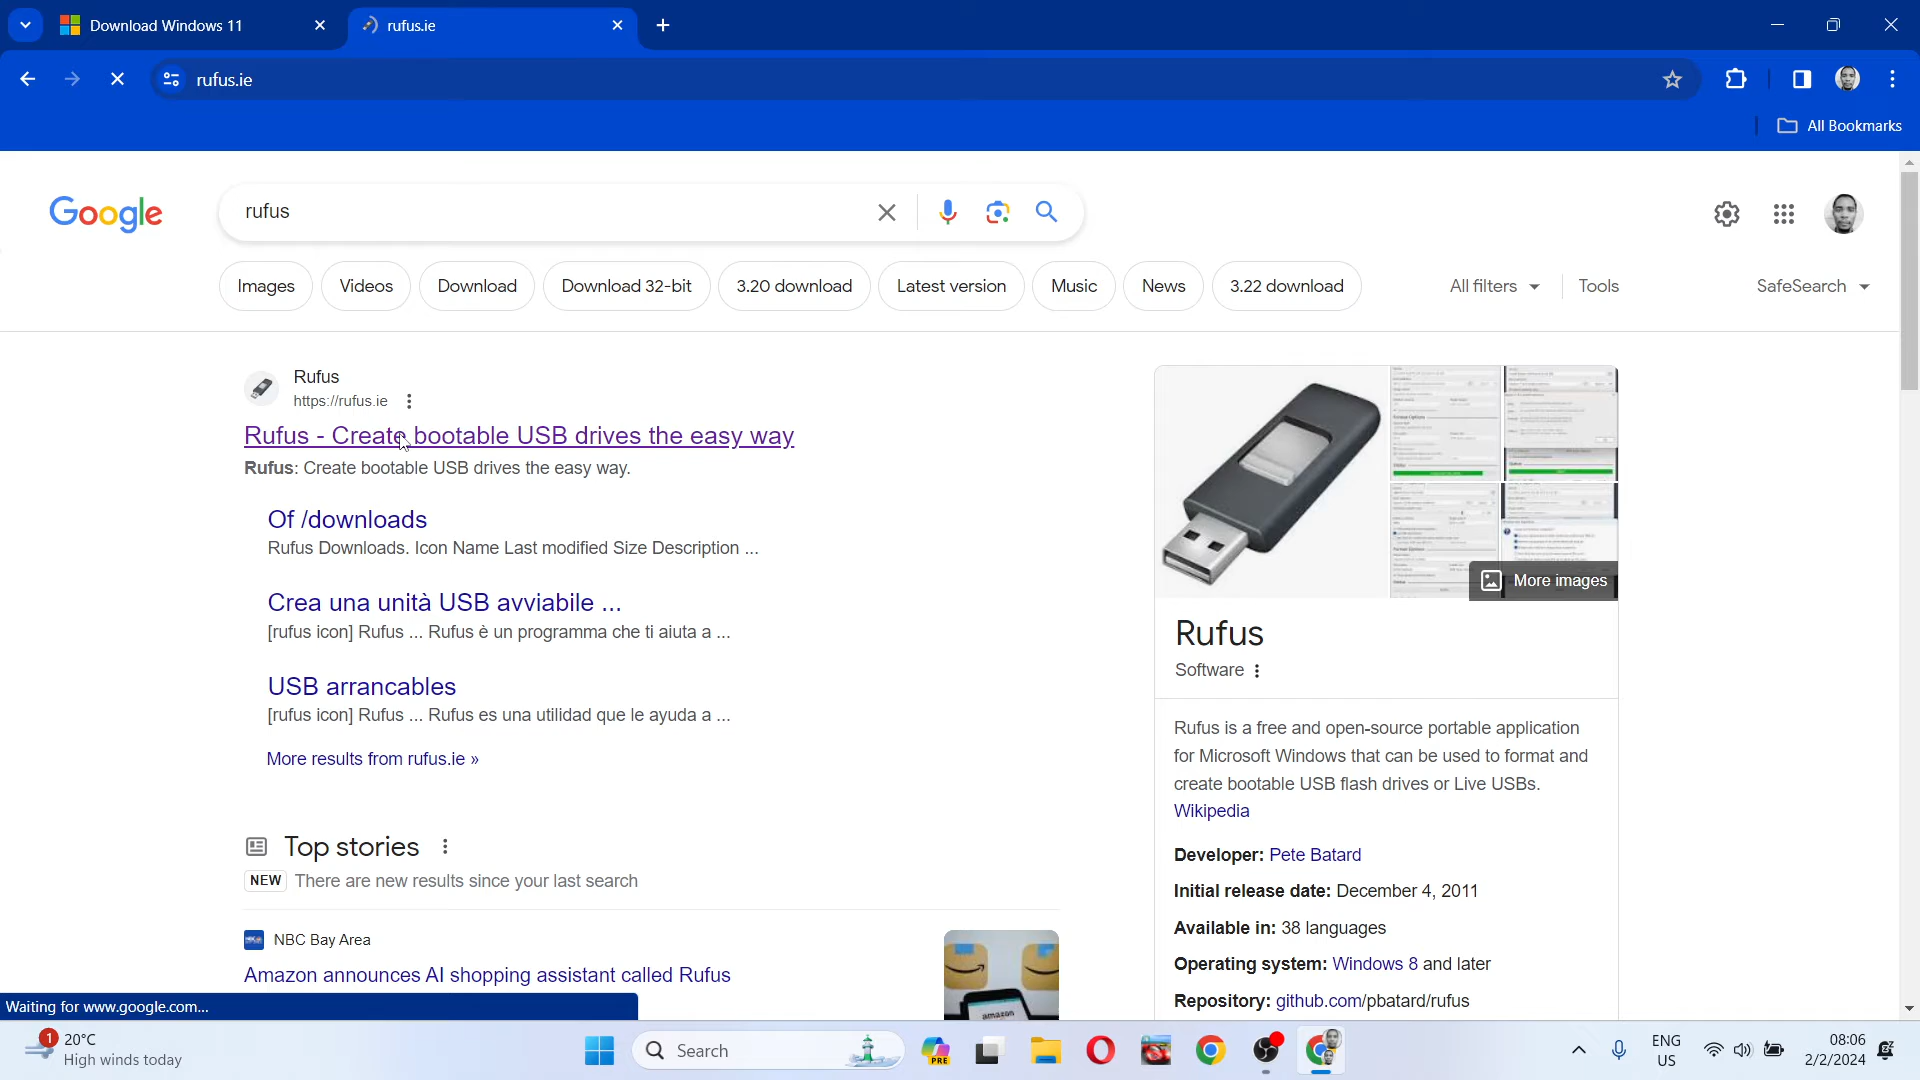 Download Windows 11
rufus.ie
rufus.ie
All Bookmarks
Google
rufus
Images
Videos
Download
Download 32-bit
3.20 download
Latest version
Music
News
3.22 download
All filters
Tools
SafeSearch
Rufus
https://rufus.ie
Rufus - Create bootable USB drives the easy way
Rufus: Create bootable USB drives the easy way.
Of /downloads
Rufus Downloads. Icon Name Last modified Size Description ...
Crea una unità USB avviabile ...
[rufus icon] Rufus ... Rufus è un programma che ti aiuta a ...
USB arrancables
[rufus icon] Rufus ... Rufus es una utilidad que le ayuda a ...
More results from rufus.ie »
Top stories
NEW There are new results since your last search
NBC Bay Area
Amazon announces AI shopping assistant called Rufus
amazon
More images
Rufus
Software
Rufus is a free and open-source portable application
for Microsoft Windows that can be used to format and
create bootable USB flash drives or Live USBs.
Wikipedia
Developer: Pete Batard
Initial release date: December 4, 2011
Available in: 38 languages
Operating system: Windows 8 and later
Repository: github.com/pbatard/rufus
Waiting for www.google.com...
1
20°C
High winds today
Search
PRE
ENG
US
08:06
2/2/2024